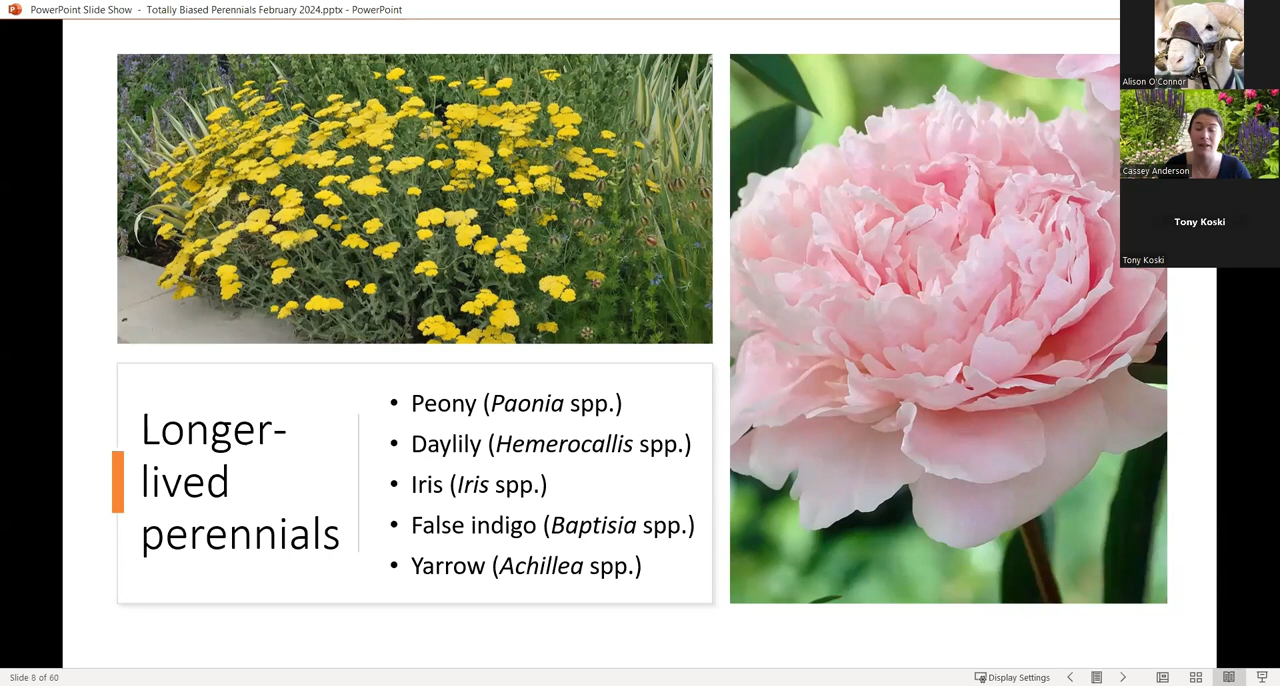 PowerPoint Slide Show - Totally Biased Perennials February 2024.pptx - PowerPoint
Alison O'Connor
Cassey Anderson
Tony Koski
Tony Koski
Longer-
lived
perennials
• Peony (Paonia spp.)
• Daylily (Hemerocallis spp.)
• Iris (Iris spp.)
• False indigo (Baptisia spp.)
• Yarrow (Achillea spp.)
Slide 8 of 60
Display Settings